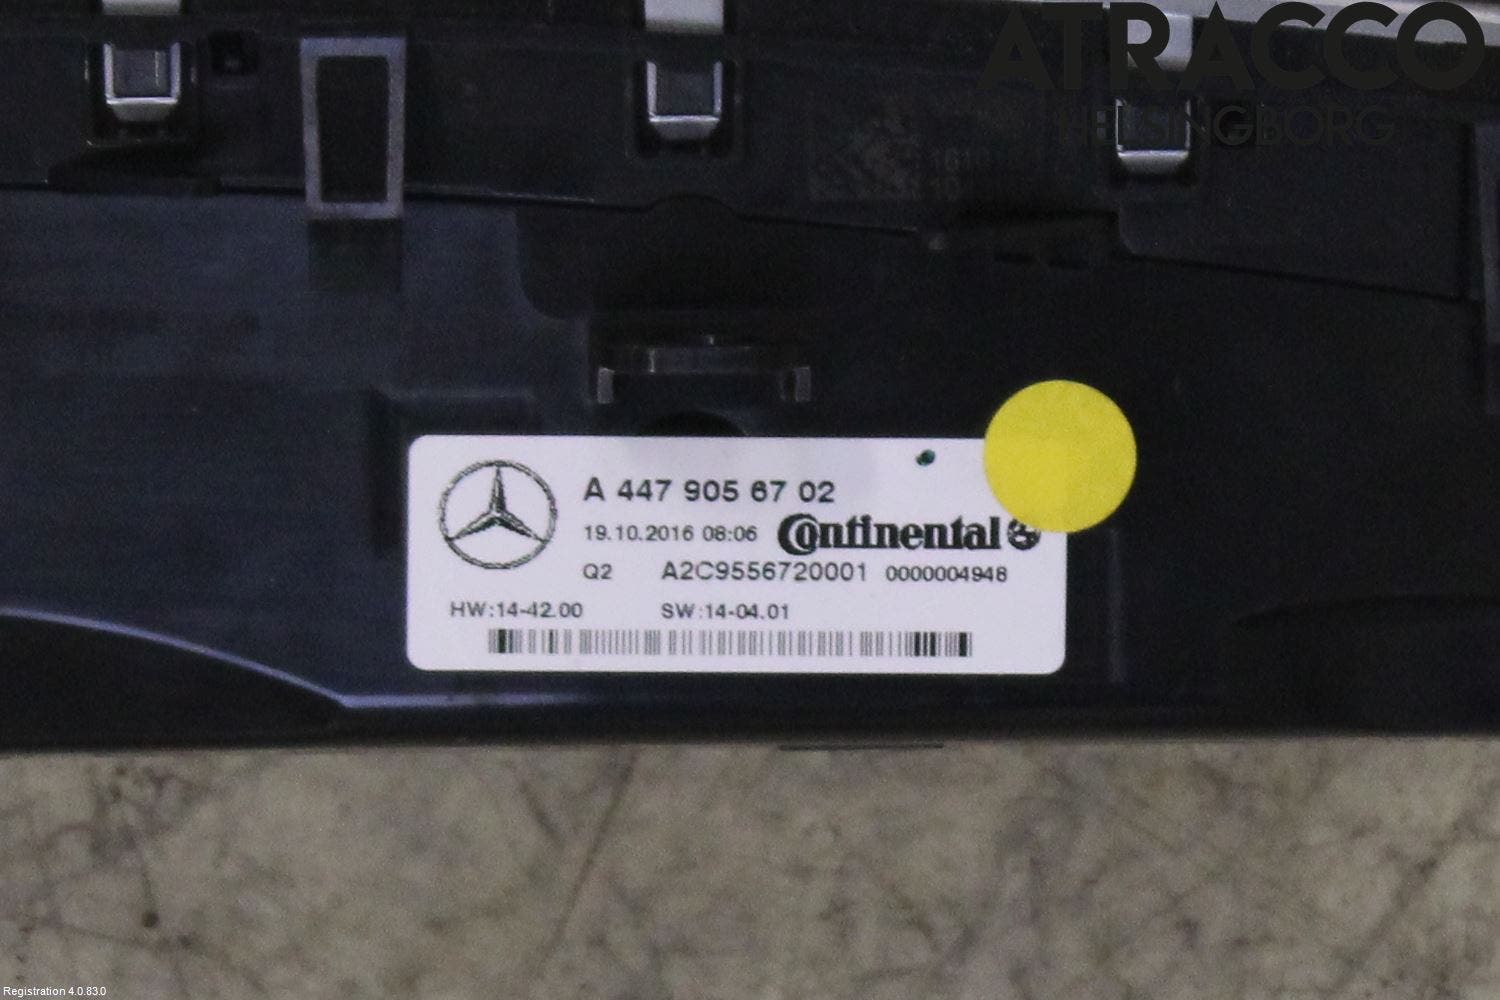 ATRACCO
HELSINGBORG
A 447 905 67 02
19.10.2016 08:06 Continental
Q2 A2C9556720001 0000004948
HW:14-42.00 SW:14-04.01
Registration 4.0.83.0